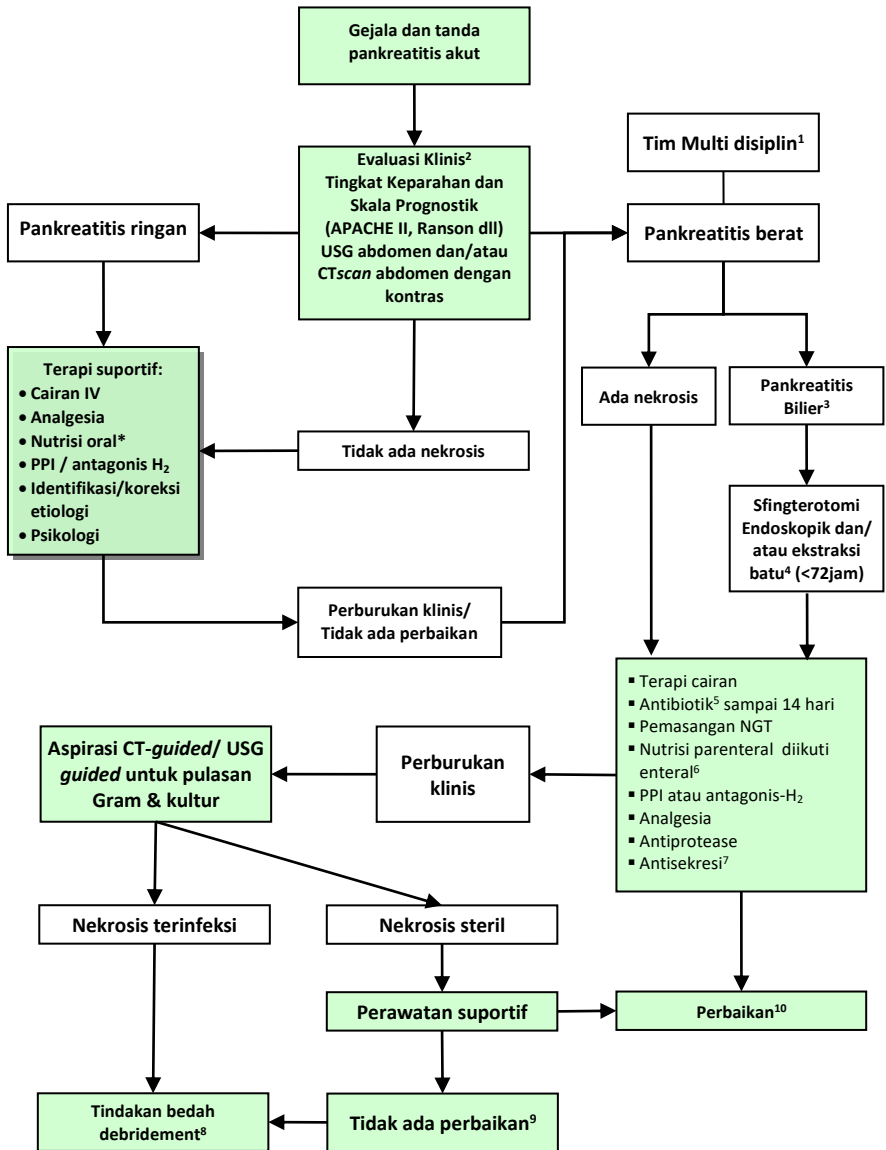 Gejala dan tanda
pankreatitis akut
Tim Multi disiplin¹
Evaluasi Klinis²
Tingkat Keparahan dan
Skala Prognostik
(APACHE II, Ranson dll)
USG abdomen dan/atau
CTscan abdomen dengan
kontras
Pankreatitis ringan
Pankreatitis berat
Terapi suportif:
• Cairan IV
• Analgesia
• Nutrisi oral*
• PPI / antagonis H₂
• Identifikasi/koreksi
etiologi
• Psikologi
Tidak ada nekrosis
Ada nekrosis
Pankreatitis
Bilier³
Sfingterotomi
Endoskopik dan/
atau ekstraksi
batu⁴ (<72jam)
Perburukan klinis/
Tidak ada perbaikan
▪ Terapi cairan
▪ Antibiotik⁵ sampai 14 hari
▪ Pemasangan NGT
▪ Nutrisi parenteral diikuti
enteral⁶
▪ PPI atau antagonis-H₂
▪ Analgesia
▪ Antiprotease
▪ Antisekresi⁷
Perburukan
klinis
Aspirasi CT-guided/ USG
guided untuk pulasan
Gram & kultur
Nekrosis terinfeksi
Nekrosis steril
Perawatan suportif
Perbaikan¹⁰
Tindakan bedah
debridement⁸
Tidak ada perbaikan⁹